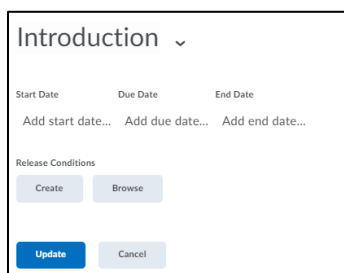 Introduction
Start Date Due Date End Date
Add start date... Add due date... Add end date...
Release Conditions
Create Browse
Update Cancel